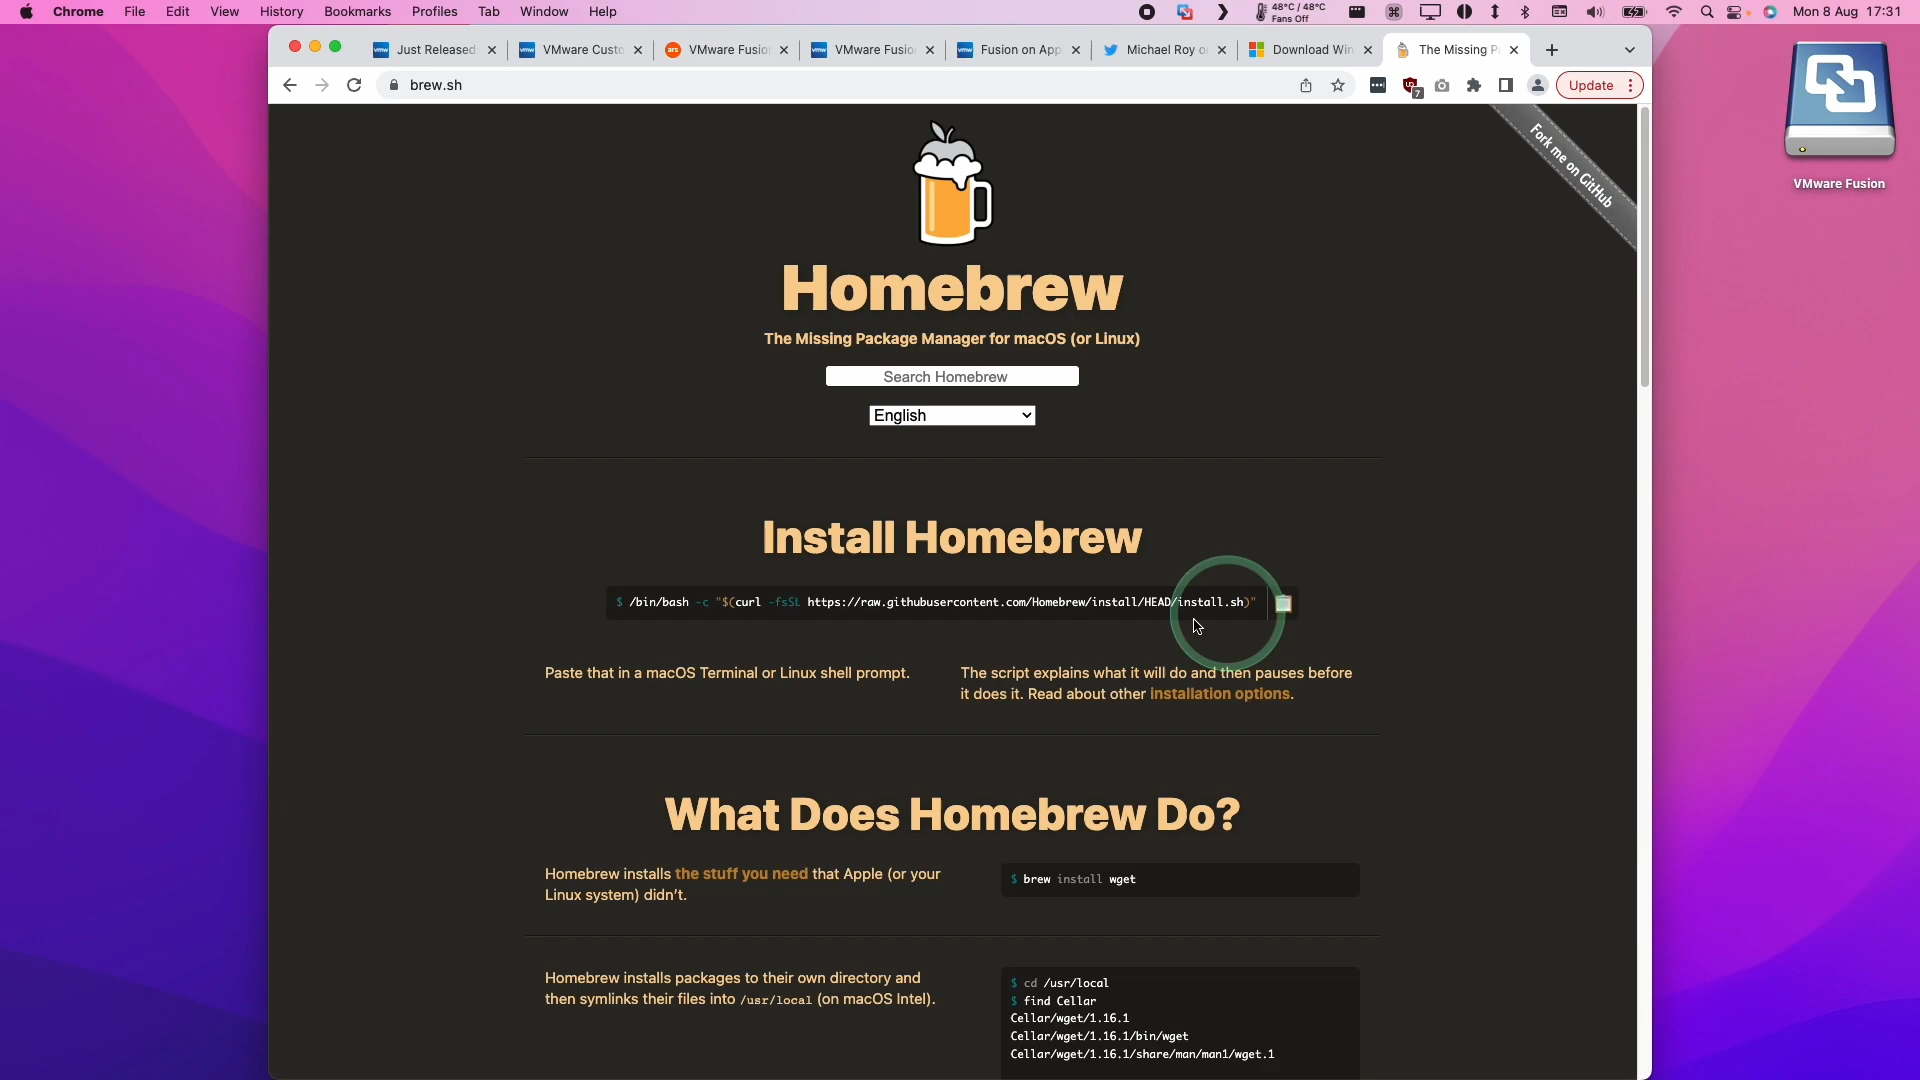 Chrome File Edit View History Bookmarks Profiles Tab Window Help
48°C / 48°C
Fans Off
Mon 8 Aug 17:31
Just Released
VMware Custo
ars
VMware Fusio
VMware Fusio
Fusion on App
Michael Roy o
Download Win
The Missing P
brew.sh
7
Update
Fork me on GitHub
VMware Fusion
Homebrew
The Missing Package Manager for macOS (or Linux)
Search Homebrew
English
Install Homebrew
$ /bin/bash -c "$(curl -fsSL https://raw.githubusercontent.com/Homebrew/install/HEAD/install.sh)"
Paste that in a macOS Terminal or Linux shell prompt.
The script explains what it will do and then pauses before
it does it. Read about other installation options.
What Does Homebrew Do?
Homebrew installs the stuff you need that Apple (or your
Linux system) didn’t.
$ brew install wget
Homebrew installs packages to their own directory and
then symlinks their files into /usr/local (on macOS Intel).
$ cd /usr/local
$ find Cellar
Cellar/wget/1.16.1
Cellar/wget/1.16.1/bin/wget
Cellar/wget/1.16.1/share/man/man1/wget.1